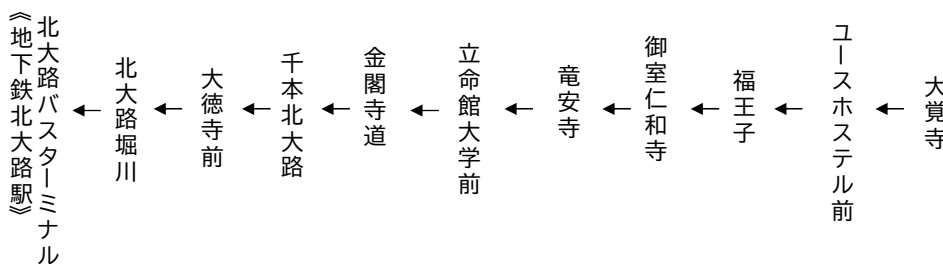 大覚寺
ユースホステル前
福王子
御室仁和寺
竜安寺
立命館大学前
金閣寺道
千本北大路
大徳寺前
北大路堀川
北大路バスターミナル
《地下鉄北大路駅》